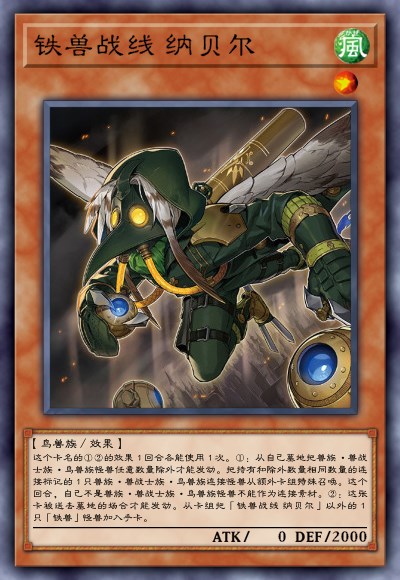 铁兽战线 纳贝尔
風
【鸟兽族/效果】
这个卡名的①②的效果1回合各能使用1次。①：从自己墓地把兽族·兽战
士族·鸟兽族怪兽任意数量除外才能发动。把持有和除外数量相同数量的连
接标记的1只兽族·兽战士族·鸟兽族连接怪兽从额外卡组特殊召唤。这个
回合，自己不是兽族·兽战士族·鸟兽族怪兽不能作为连接素材。②：这张
卡被送去墓地的场合才能发动。从卡组把「铁兽战线 纳贝尔」以外的1
只「铁兽」怪兽加入手卡。
ATK/ 0 DEF/2000